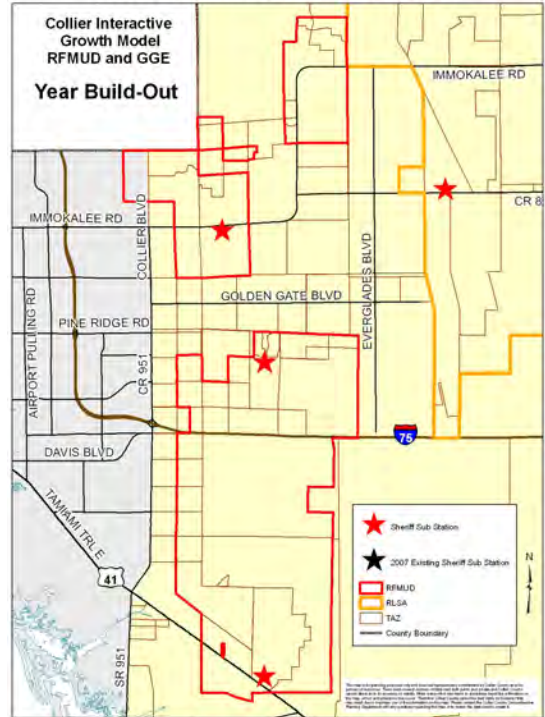 Collier Interactive
Growth Model
RFMUD and GGE
Year Build-Out
IMMOKALEE RD
CR 8
IMMOKALEE RD
COLLIER BLVD
GOLDEN GATE BLVD
EVERGLADES BLVD
AIRPORT PULLING RD
PINE RIDGE RD
CR 951
75
DAVIS BLVD
TAMIAMI TRL E
41
SR 951
Sheriff Sub Station
2007 Existing Sheriff Sub Station
RFMUD
RLSA
TAZ
County Boundary
N